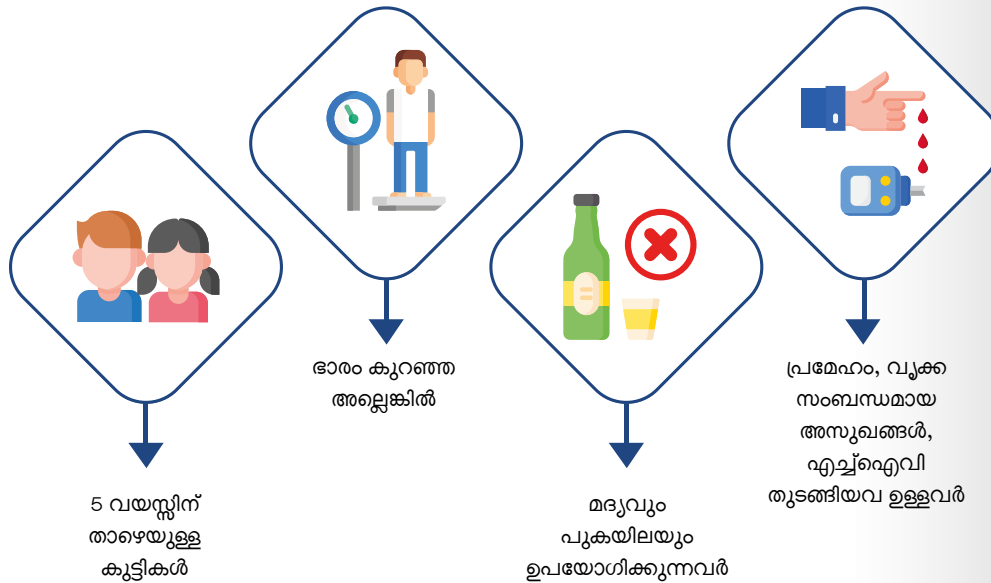 5 വയസ്സിന്
താഴെയുള്ള
കുട്ടികൾ
ഭാരം കുറഞ്ഞ
അല്ലെങ്കിൽ
മദ്യവും
പുകയിലയും
ഉപയോഗിക്കുന്നവർ
പ്രമേഹം, വൃക്ക
സംബന്ധമായ
അസുഖങ്ങൾ,
എച്ച്ഐവി
തുടങ്ങിയവ ഉള്ളവർ